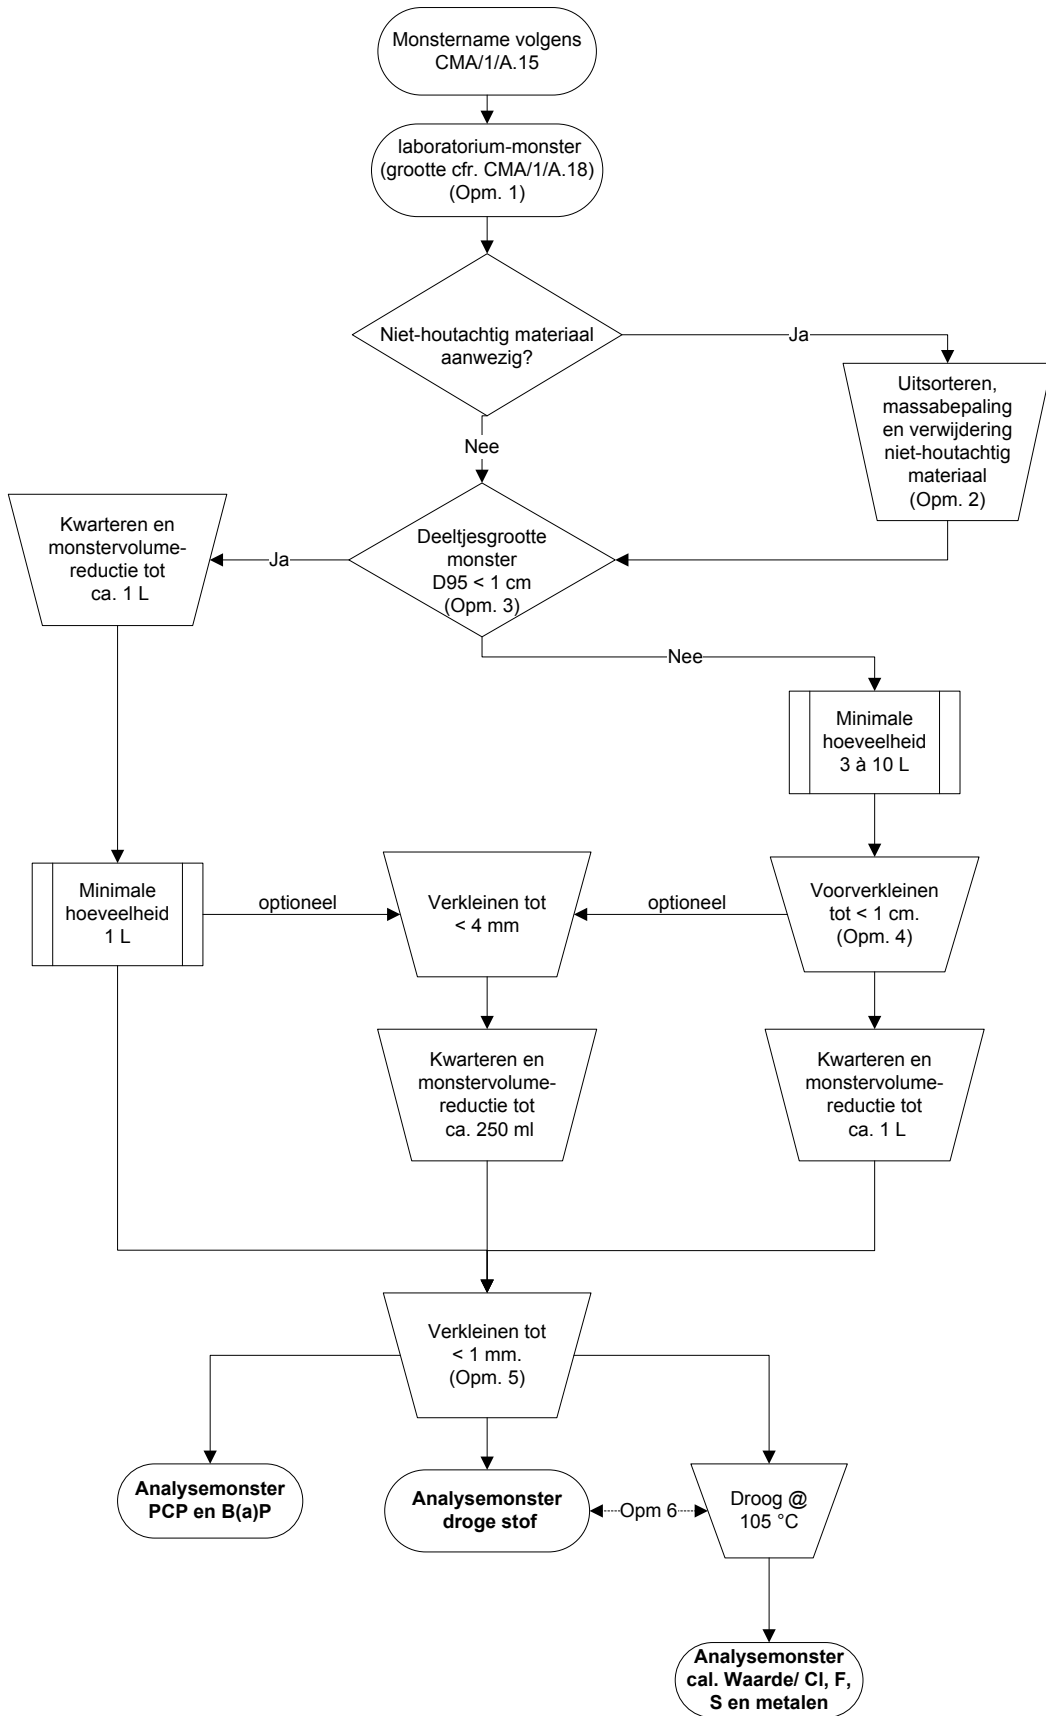 Monstername volgens
CMA/1/A.15
laboratorium-monster
(grootte cfr. CMA/1/A.18)
(Opm. 1)
Niet-houtachtig materiaal
aanwezig?
Ja
Uitsorteren,
massabepaling
en verwijdering
niet-houtachtig
materiaal
(Opm. 2)
Nee
Deeltjesgrootte
monster
D95 < 1 cm
(Opm. 3)
Ja
Kwarteren en
monstervolume-
reductie tot
ca. 1 L
Nee
Minimale
hoeveelheid
3 à 10 L
Minimale
hoeveelheid
1 L
optioneel
Verkleinen tot
< 4 mm
optioneel
Voorverkleinen
tot < 1 cm.
(Opm. 4)
Kwarteren en
monstervolume-
reductie tot
ca. 250 ml
Kwarteren en
monstervolume-
reductie tot
ca. 1 L
Verkleinen tot
< 1 mm.
(Opm. 5)
Analysemonster
PCP en B(a)P
Analysemonster
droge stof
Opm 6
Droog @
105 °C
Analysemonster
cal. Waarde/ Cl, F,
S en metalen